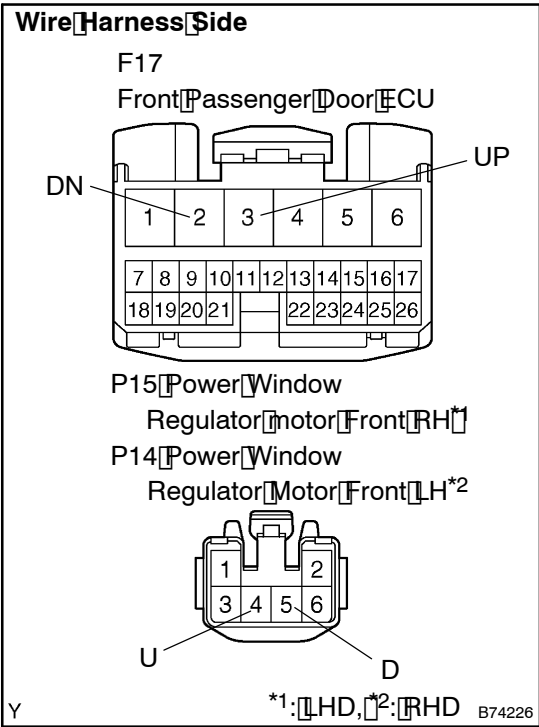 Wire Harness Side
F17
Front Passenger Door ECU
UP
DN
1 2 3 4 5 6
7 8 9 10 11 12 13 14 15 16 17
18 19 20 21 22 23 24 25 26
P15 Power Window
Regulator motor Front RH*1
P14 Power Window
Regulator Motor Front LH*2
1 2
3 4 5 6
U
D
*1: LHD, *2: RHD
Y
B74226